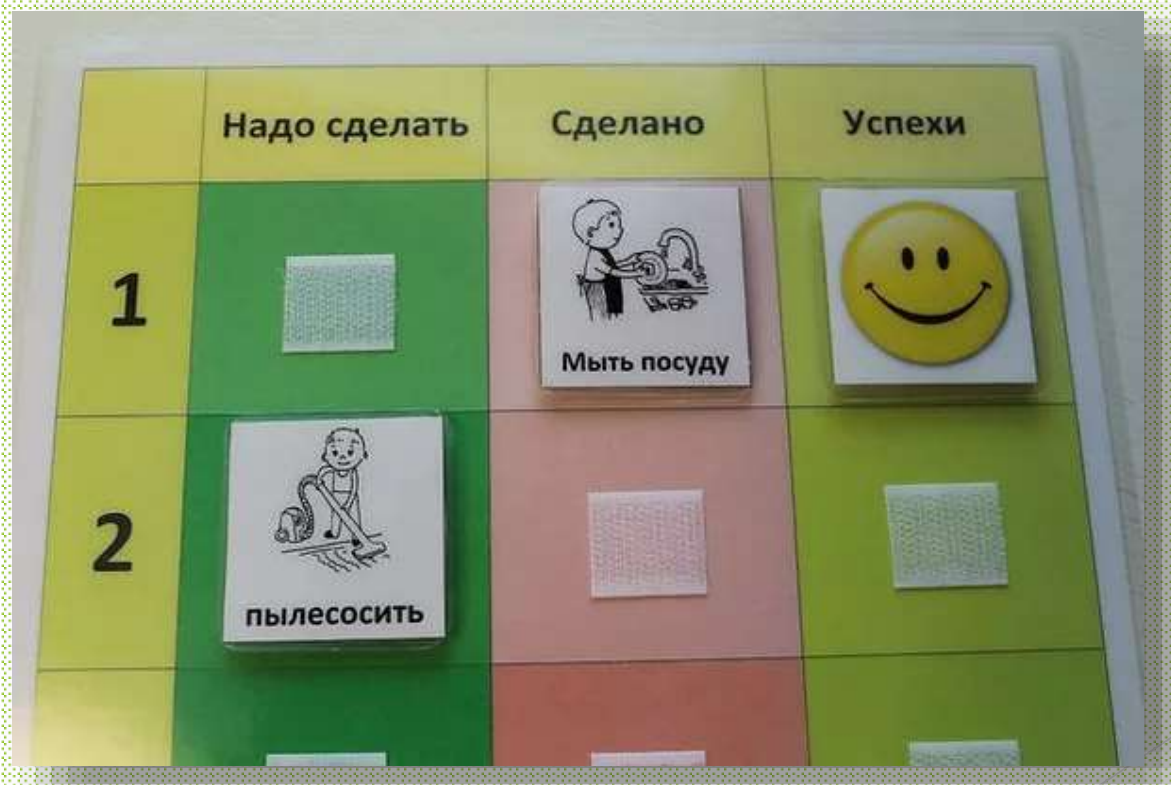 Надо сделать
Сделано
Успехи
1
Мыть посуду
2
пылесосить